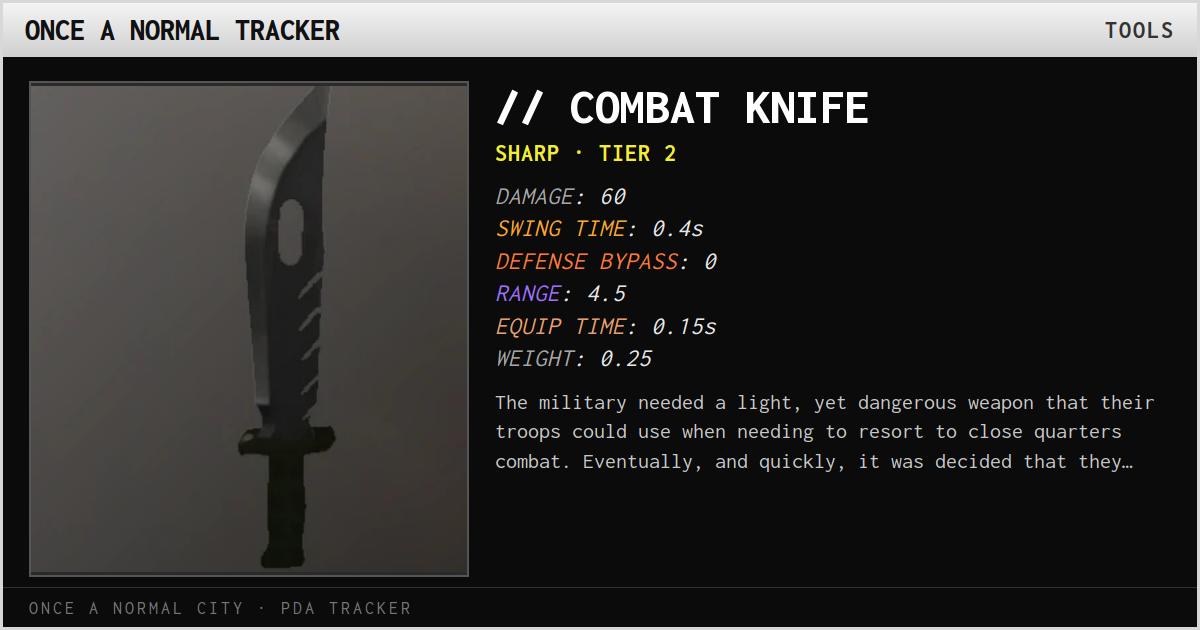 ONCE A NORMAL TRACKER
TOOLS
// COMBAT KNIFE
SHARP · TIER 2
DAMAGE: 60
SWING TIME: 0.4s
DEFENSE BYPASS: 0
RANGE: 4.5
EQUIP TIME: 0.15s
WEIGHT: 0.25
The military needed a light, yet dangerous weapon that their
troops could use when needing to resort to close quarters
combat. Eventually, and quickly, it was decided that they…
ONCE A NORMAL CITY · PDA TRACKER